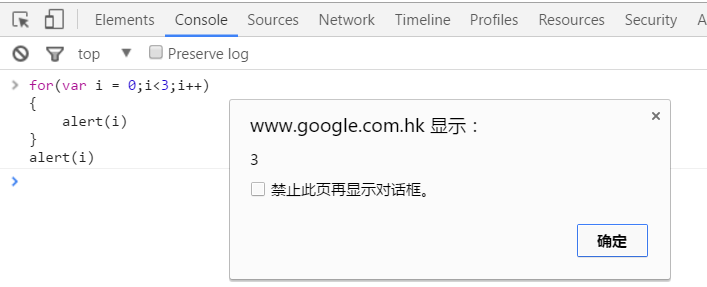 Elements Console Sources Network Timeline Profiles Resources Security A
top ▼ Preserve log
for(var i = 0;i<3;i++)
{
alert(i)
}
alert(i)
www.google.com.hk 显示：
3
禁止此页再显示对话框。
确定